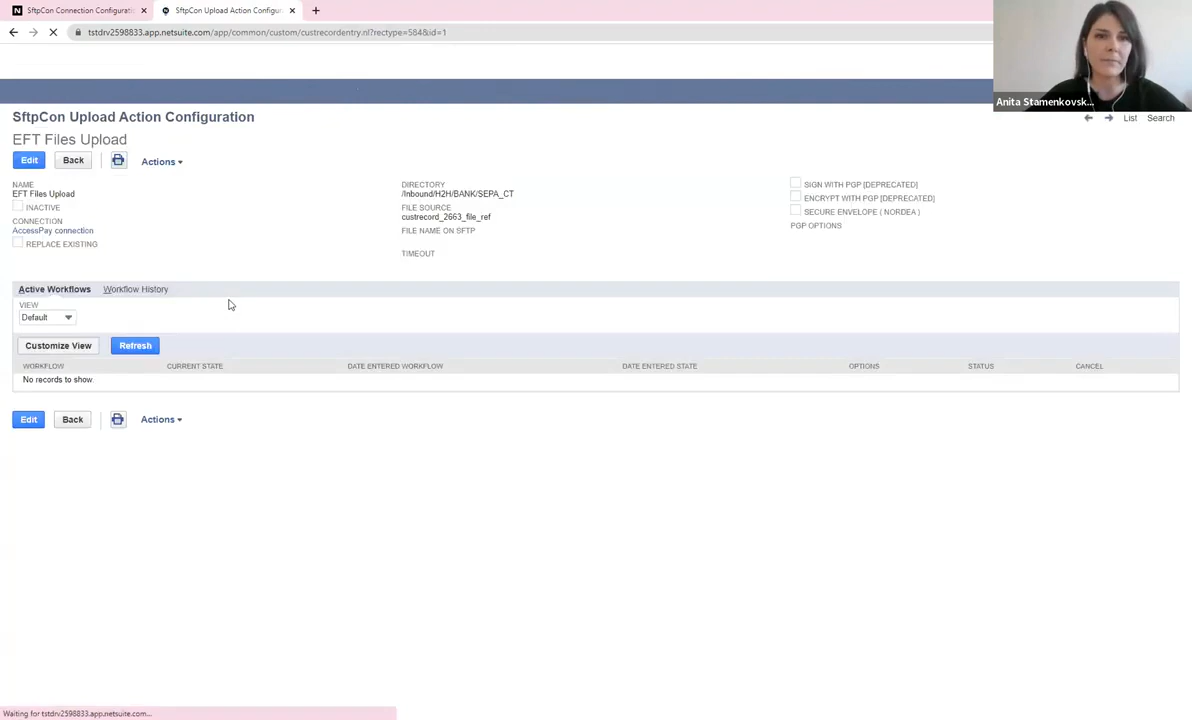 SftpCon Connection Configuratic
SftpCon Upload Action Configur
tstdrv2598833.app.netsuite.com/app/common/custom/custrecordentry.nl?rectype=584&id=1
Anita Stamenkovsk...
SftpCon Upload Action Configuration
List Search
EFT Files Upload
Edit Back Actions
NAME
EFT Files Upload
INACTIVE
CONNECTION
AccessPay connection
REPLACE EXISTING
DIRECTORY
/Inbound/H2H/BANK/SEPA_CT
FILE SOURCE
custrecord_2663_file_ref
FILE NAME ON SFTP
TIMEOUT
SIGN WITH PGP [DEPRECATED]
ENCRYPT WITH PGP [DEPRECATED]
SECURE ENVELOPE ( NORDEA )
PGP OPTIONS
Active Workflows Workflow History
VIEW
Default
Customize View Refresh
WORKFLOW CURRENT STATE DATE ENTERED WORKFLOW DATE ENTERED STATE OPTIONS STATUS CANCEL
No records to show.
Edit Back Actions
Waiting for tstdrv2598833.app.netsuite.com...